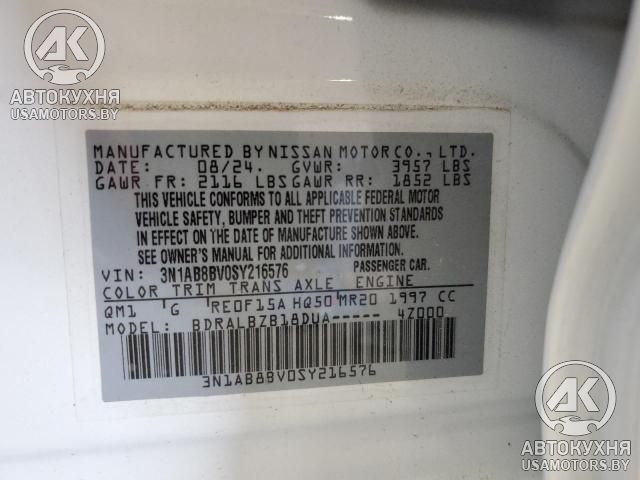 AK
АВТОКУХНЯ
USAMOTORS.BY
MANUFACTURED BY NISSAN MOTOR CO., LTD.
DATE: 08/24. GVWR: 3957 LBS
GAWR FR: 2116 LBS GAWR RR: 1852 LBS
THIS VEHICLE CONFORMS TO ALL APPLICABLE FEDERAL MOTOR
VEHICLE SAFETY, BUMPER AND THEFT PREVENTION STANDARDS
IN EFFECT ON THE DATE OF MANUFACTURE SHOWN ABOVE.
SEE OWNER'S MANUAL FOR ADDITIONAL INFORMATION.
VIN: 3N1AB8BV0SY216576 PASSENGER CAR.
COLOR TRIM TRANS AXLE ENGINE
QM1 G RE0F15A HQ50 MR20 1997 CC
MODEL: BDRALBZB18DUA----- 4Z000
3N1AB8BV0SY216576
AK
АВТОКУХНЯ
USAMOTORS.BY